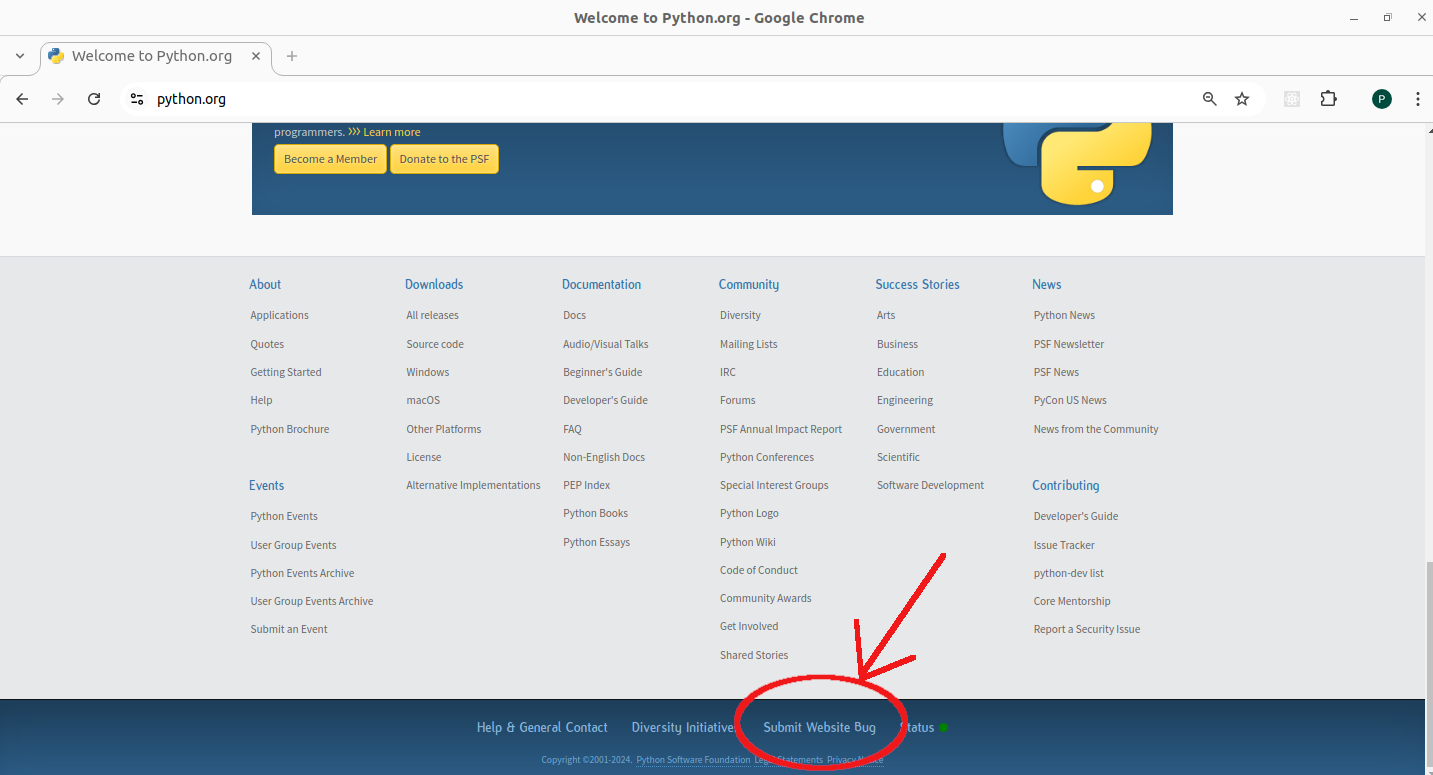 Welcome to Python.org - Google Chrome
Welcome to Python.org
python.org
P
programmers. ⟩⟩⟩ Learn more
Become a Member Donate to the PSF
About
Applications
Quotes
Getting Started
Help
Python Brochure
Events
Python Events
User Group Events
Python Events Archive
User Group Events Archive
Submit an Event
Downloads
All releases
Source code
Windows
macOS
Other Platforms
License
Alternative Implementations
Documentation
Docs
Audio/Visual Talks
Beginner's Guide
Developer's Guide
FAQ
Non-English Docs
PEP Index
Python Books
Python Essays
Community
Diversity
Mailing Lists
IRC
Forums
PSF Annual Impact Report
Python Conferences
Special Interest Groups
Python Logo
Python Wiki
Code of Conduct
Community Awards
Get Involved
Shared Stories
Success Stories
Arts
Business
Education
Engineering
Government
Scientific
Software Development
News
Python News
PSF Newsletter
PSF News
PyCon US News
News from the Community
Contributing
Developer's Guide
Issue Tracker
python-dev list
Core Mentorship
Report a Security Issue
Help & General Contact Diversity Initiatives Submit Website Bug Status
Copyright ©2001-2024. Python Software Foundation Legal Statements Privacy Notice